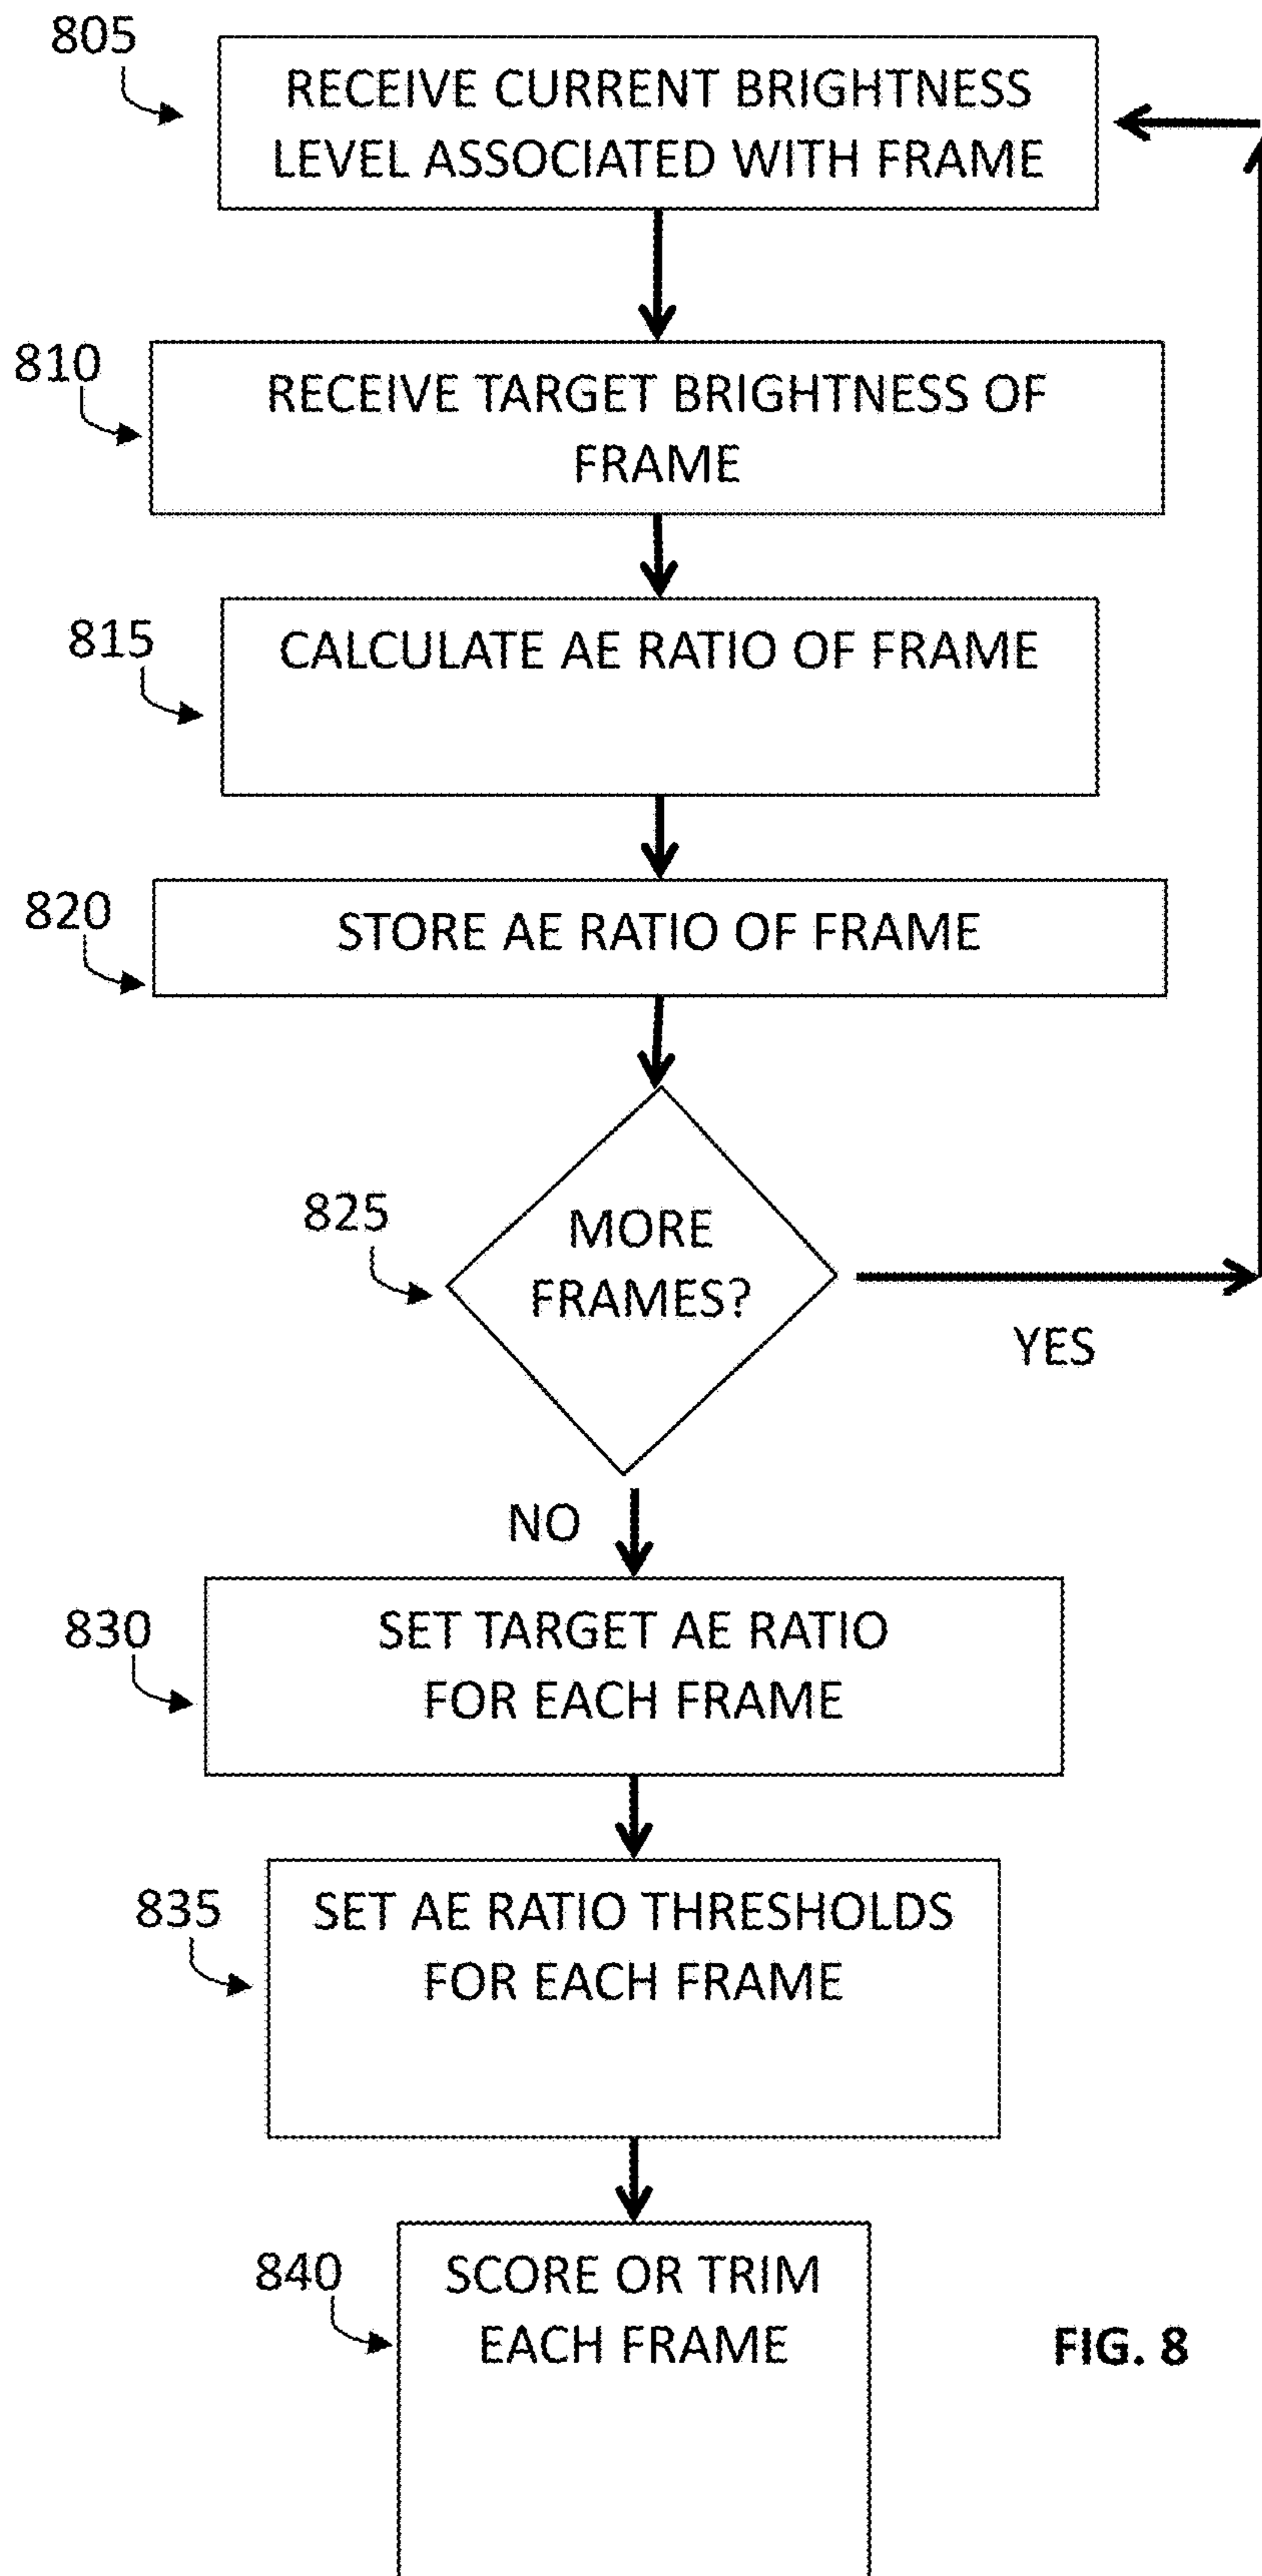 805
RECEIVE CURRENT BRIGHTNESS
LEVEL ASSOCIATED WITH FRAME
810
RECEIVE TARGET BRIGHTNESS OF
FRAME
815
CALCULATE AE RATIO OF FRAME
820
STORE AE RATIO OF FRAME
825
MORE
FRAMES?
YES
NO
830
SET TARGET AE RATIO
FOR EACH FRAME
835
SET AE RATIO THRESHOLDS
FOR EACH FRAME
840
SCORE OR TRIM
EACH FRAME
FIG. 8